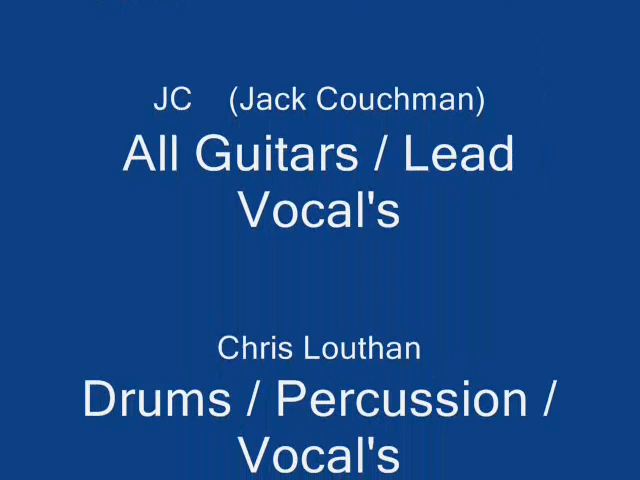 JC    (Jack Couchman)
All Guitars / Lead
Vocal's
Chris Louthan
Drums / Percussion /
Vocal's